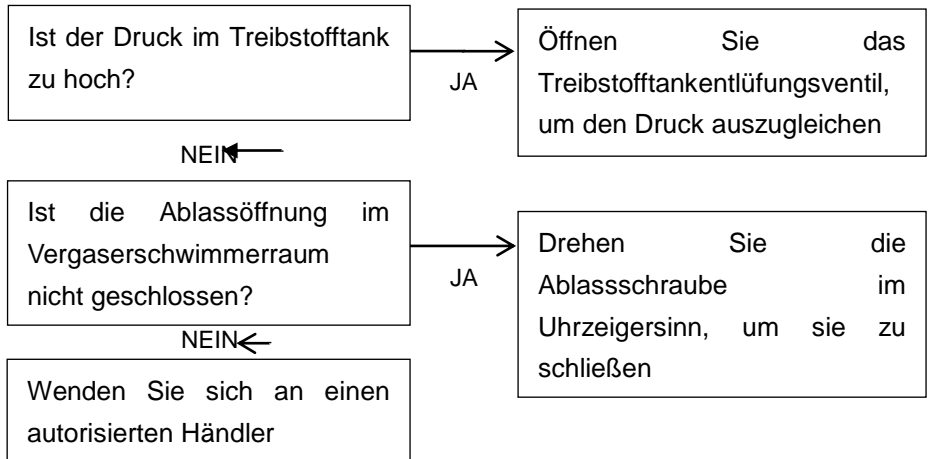 Ist der Druck im Treibstofftank
zu hoch?
JA
Öffnen Sie das
Treibstofftankentlüfungsventil,
um den Druck auszugleichen
NEIN
Ist die Ablassöffnung im
Vergaserschwimmerraum
nicht geschlossen?
JA
Drehen Sie die
Ablassschraube im
Uhrzeigersinn, um sie zu
schließen
NEIN
Wenden Sie sich an einen
autorisierten Händler